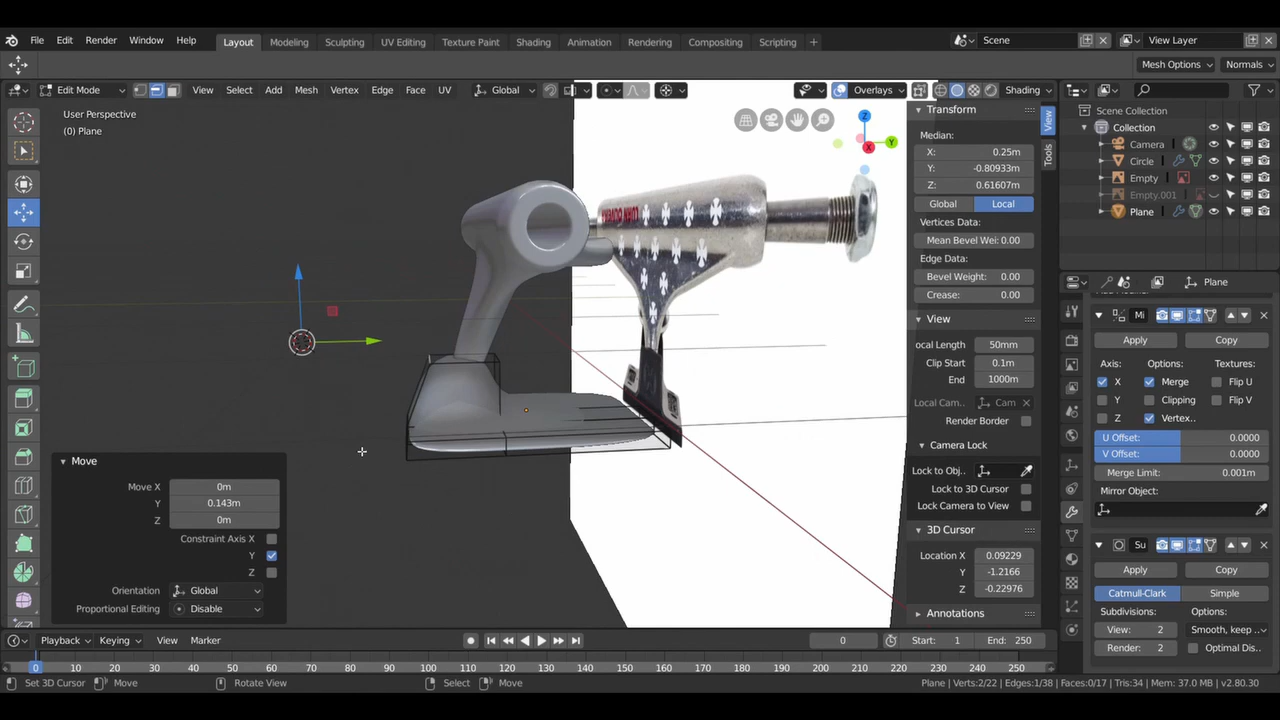 File Edit Render Window Help Layout Modeling Sculpting UV Editing Texture Paint Shading Animation Rendering Compositing Scripting + Scene View Layer
Mesh Options Normals
Edit Mode View Select Add Mesh Vertex Edge Face UV Global Overlays Shading
User Perspective
(0) Plane
Z
Y
X
Transform
Median:
X: 0.25m
Y: -0.80933m
Z: 0.61607m
Global Local
Vertices Data:
Mean Bevel Wei: 0.00
Edge Data:
Bevel Weight: 0.00
Crease: 0.00
View
ocal Length 50mm
Clip Start 0.1m
End 1000m
Local Cam.. Cam
Render Border
Camera Lock
Lock to Obj..
Lock to 3D Cursor
Lock Camera to View
3D Cursor
Location X 0.09229
Y -1.2166
Z -0.22976
Annotations
View
Tools
Scene Collection
Collection
Camera
Circle
Empty
Empty.001
Plane
Plane
Mi
Apply Copy
Axis: Options: Textures:
X Merge Flip U
Y Clipping Flip V
Z Vertex..
U Offset: 0.0000
V Offset: 0.0000
Merge Limit: 0.001m
Mirror Object:
Su
Apply Copy
Catmull-Clark Simple
Subdivisions: Options:
View: 2 Smooth, keep ..
Render: 2 Optimal Dis..
Move
Move X 0m
Y 0.143m
Z 0m
Constraint Axis X
Y
Z
Orientation Global
Proportional Editing Disable
Playback Keying View Marker 0 Start: 1 End: 250
0 10 20 30 40 50 60 70 80 90 100 110 120 130 140 150 160 170 180 190 200 210 220 230 240 250
Set 3D Cursor Move Rotate View Select Move Plane | Verts:2/22 | Edges:1/38 | Faces:0/17 | Tris:34 | Mem: 37.0 MB | v2.80.30